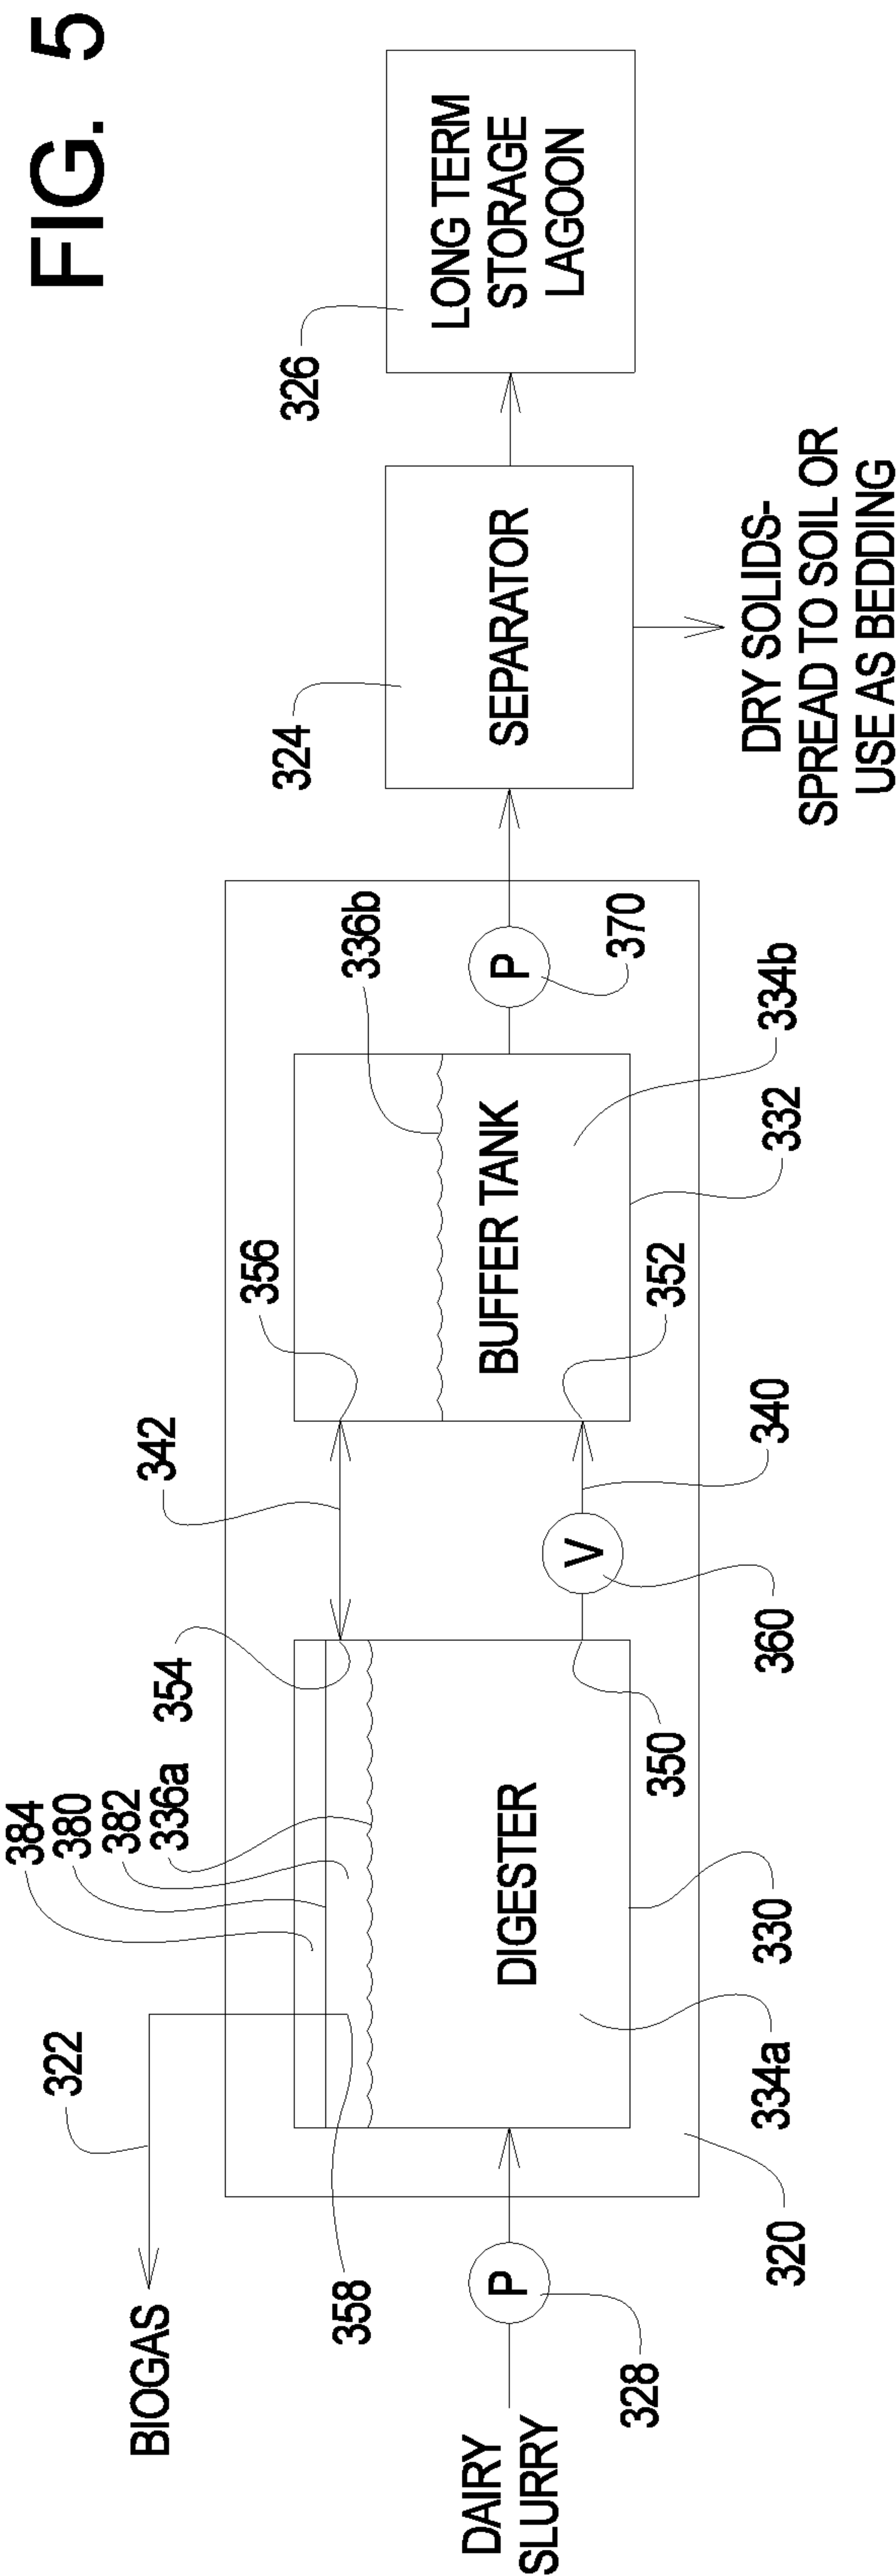 FIG. 5
384
380
382
336a
354
342
356
336b
322
BIOGAS
358
326
324
LONG TERM
STORAGE
LAGOON
SEPARATOR
DIGESTER
BUFFER TANK
V
P
P
DAIRY
SLURRY
328
320
334a
330
350
360
340
352
332
334b
370
DRY SOLIDS-
SPREAD TO SOIL OR
USE AS BEDDING